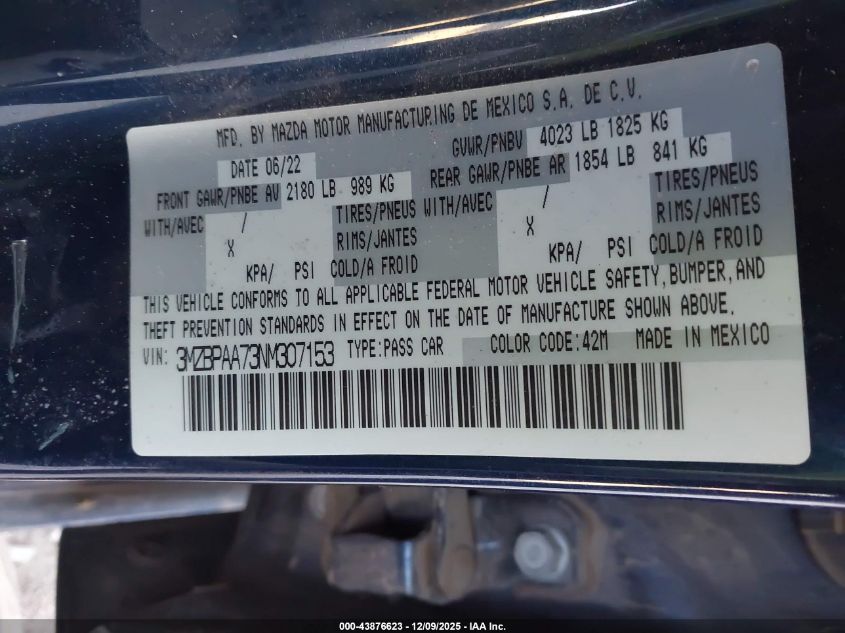 MFD. BY MAZDA MOTOR MANUFACTURING DE MEXICO S.A. DE C.V.
DATE 06/22 GVWR/PNBV 4023 LB 1825 KG
FRONT GAWR/PNBE AV 2180 LB 989 KG REAR GAWR/PNBE AR 1854 LB 841 KG
WITH/AVEC / TIRES/PNEUS WITH/AVEC / TIRES/PNEUS
X RIMS/JANTES X RIMS/JANTES
KPA/ PSI COLD/A FROID KPA/ PSI COLD/A FROID
THIS VEHICLE CONFORMS TO ALL APPLICABLE FEDERAL MOTOR VEHICLE SAFETY, BUMPER, AND
THEFT PREVENTION STANDARDS IN EFFECT ON THE DATE OF MANUFACTURE SHOWN ABOVE.
VIN: 3MZBPAA73NM307153 TYPE:PASS CAR COLOR CODE:42M MADE IN MEXICO
000-43876623 / 12/09/2025 - IAA Inc.